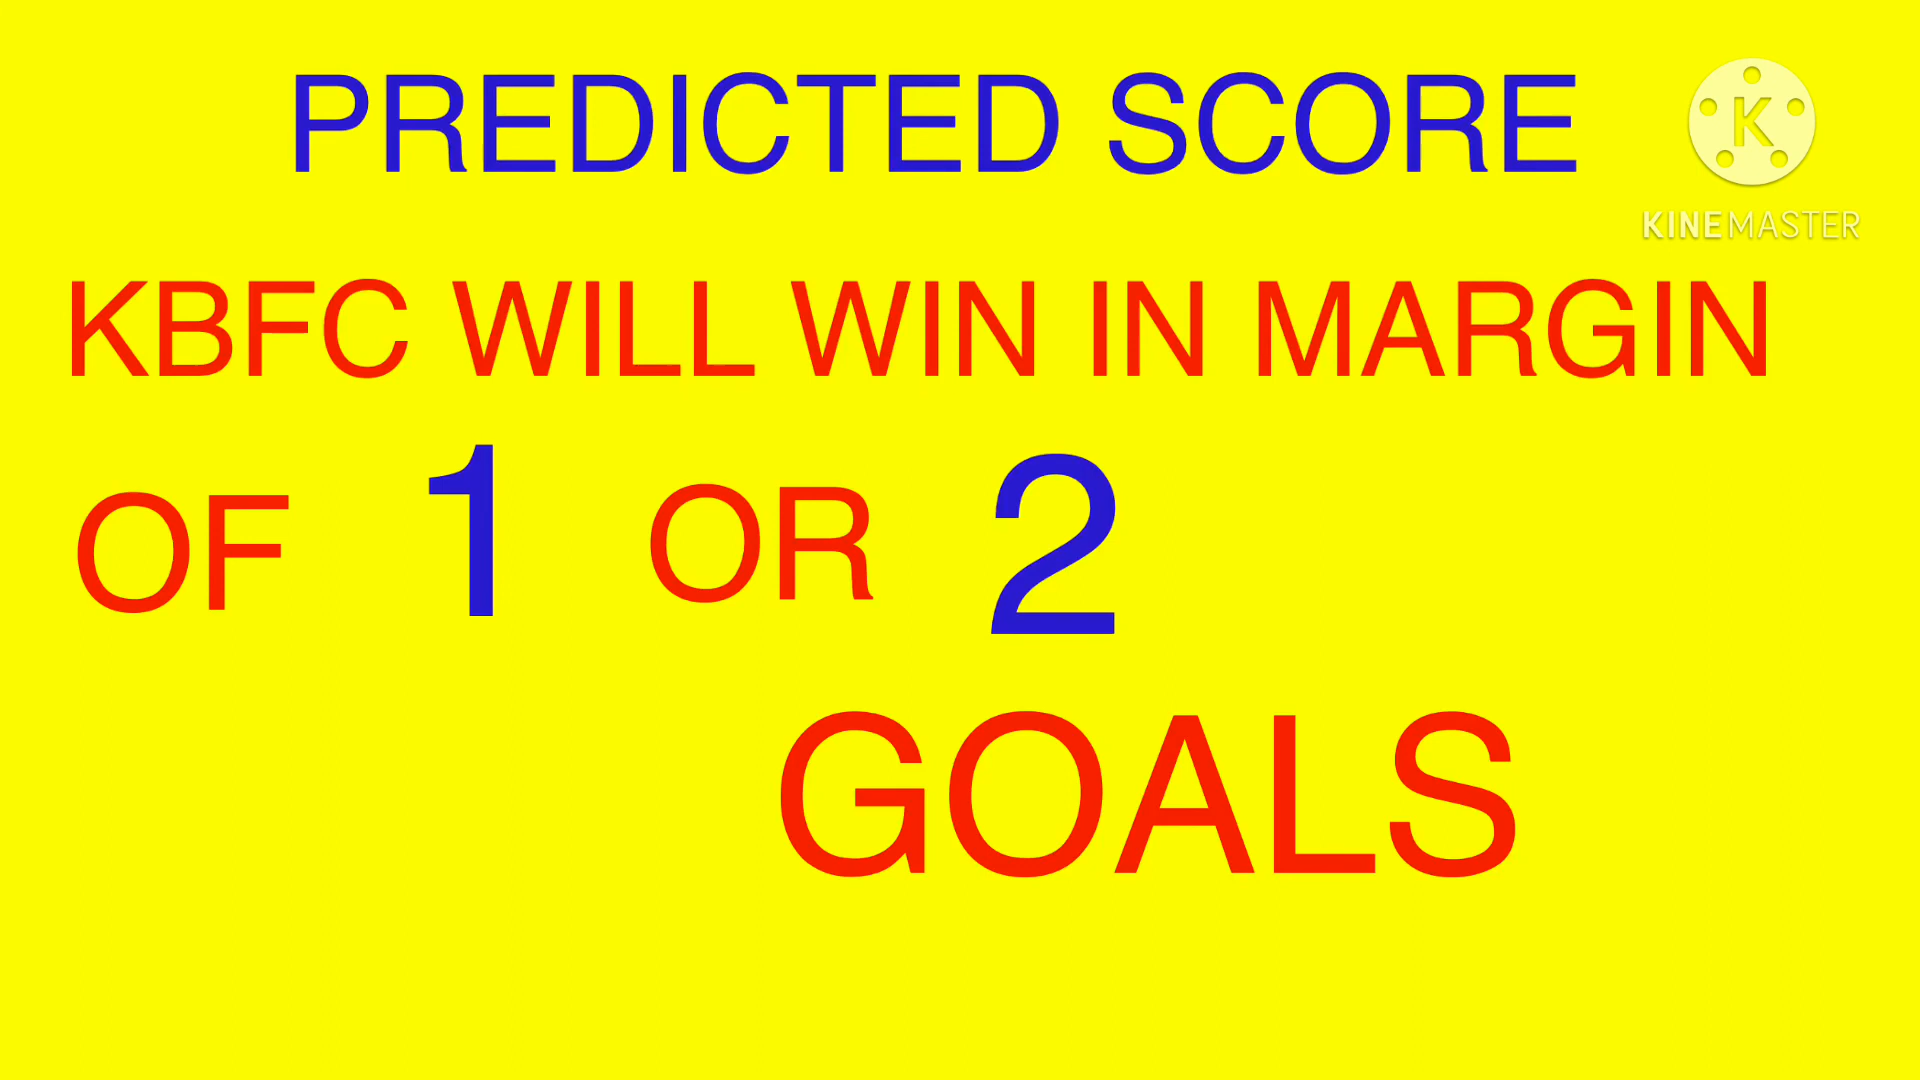 PREDICTED SCORE
K
KINEMASTER
KBFC WILL WIN IN MARGIN
OF 1 OR 2
GOALS